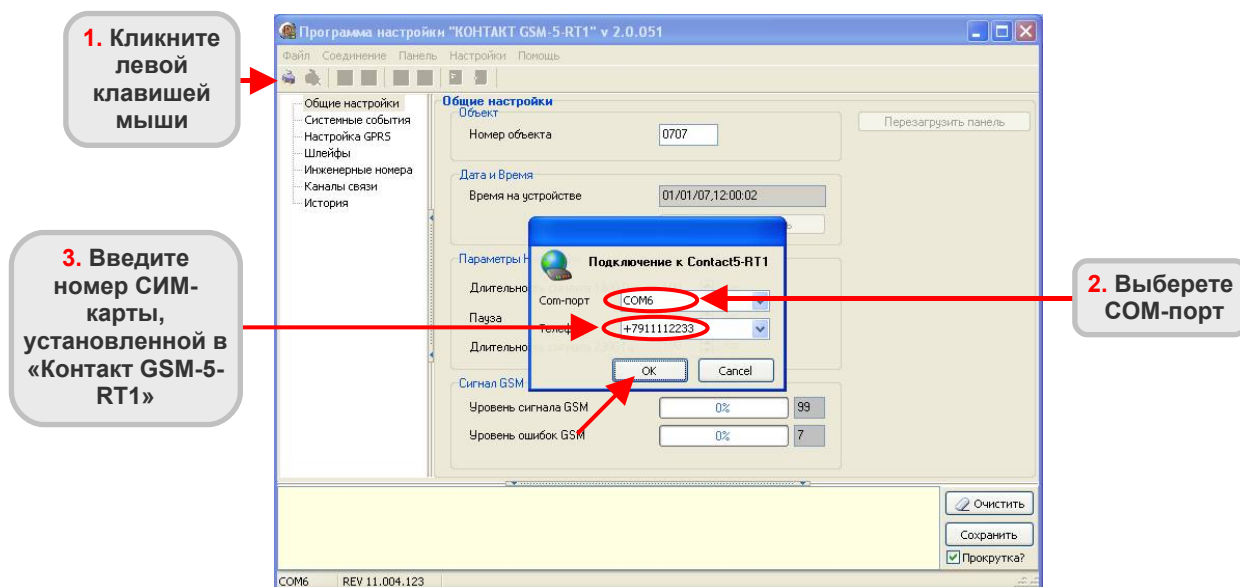 1. Кликните
левой
клавишей
мыши
3. Введите
номер СИМ-
карты,
установленной в
«Контакт GSM-5-
RT1»
2. Выберете
COM-порт
Программа настройки "КОНТАКТ GSM-5-RT1" v 2.0.051
Файл Соединение Панель Настройки Помощь
Общие настройки
Системные события
Настройка GPRS
Шлейфы
Инженерные номера
Каналы связи
История
Общие настройки
Объект
Номер объекта 0707
Перезагрузить панель
Дата и Время
Время на устройстве 01/01/07,12:00:02
Параметры
Длительно
Пауза
Длительно
Подключение к Contact5-RT1
Com-порт COM6
+7911112233
OK Cancel
Сигнал GSM
Уровень сигнала GSM 0% 99
Уровень ошибок GSM 0% 7
Очистить
Сохранить
Прокрутка?
COM6 REV 11.004.123